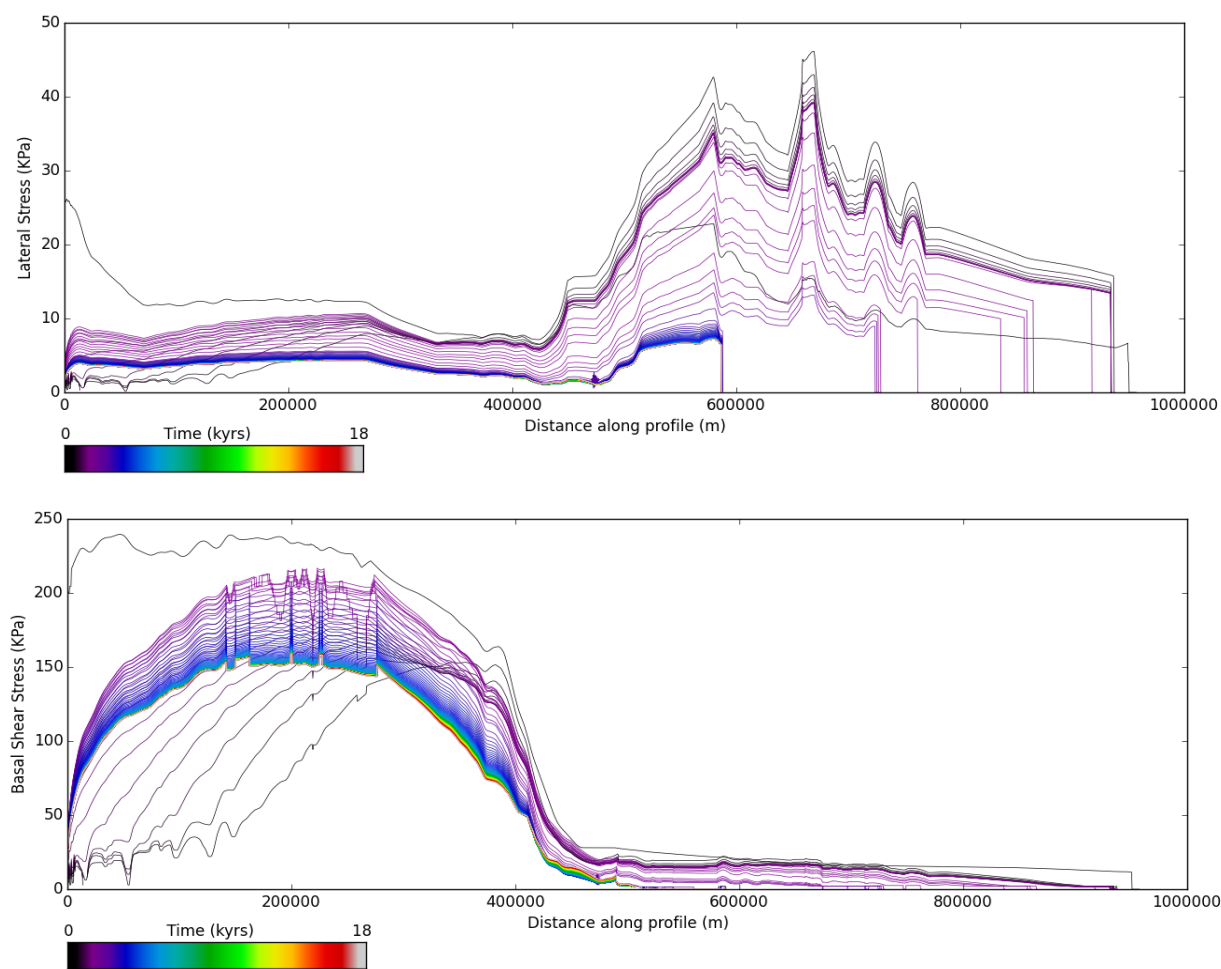 50
40
30
20
10
0
Lateral Stress (KPa)
0 200000 400000 600000 800000 1000000
Distance along profile (m)
0 Time (kyrs) 18
250
200
150
100
50
0
Basal Shear Stress (KPa)
0 200000 400000 600000 800000 1000000
Distance along profile (m)
0 Time (kyrs) 18